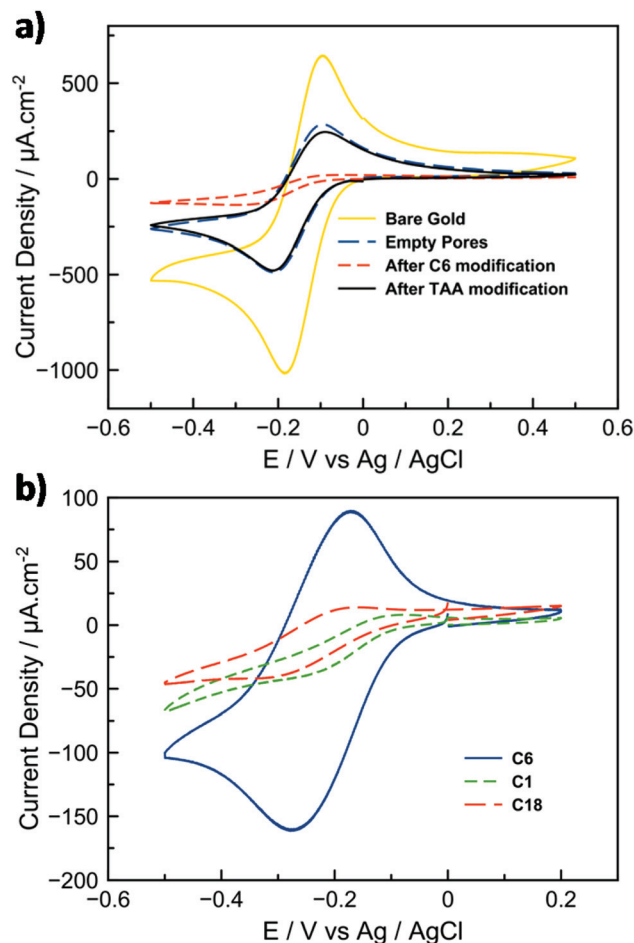 a)
500
0
−500
−1000
Current Density / µA.cm⁻²
Bare Gold
Empty Pores
After C6 modification
After TAA modification
−0.6 −0.4 −0.2 0 0.2 0.4 0.6
E / V vs Ag / AgCl
b)
100
50
0
−50
−100
−150
−200
Current Density / µA.cm⁻²
C6
C1
C18
−0.6 −0.4 −0.2 0 0.2
E / V vs Ag / AgCl